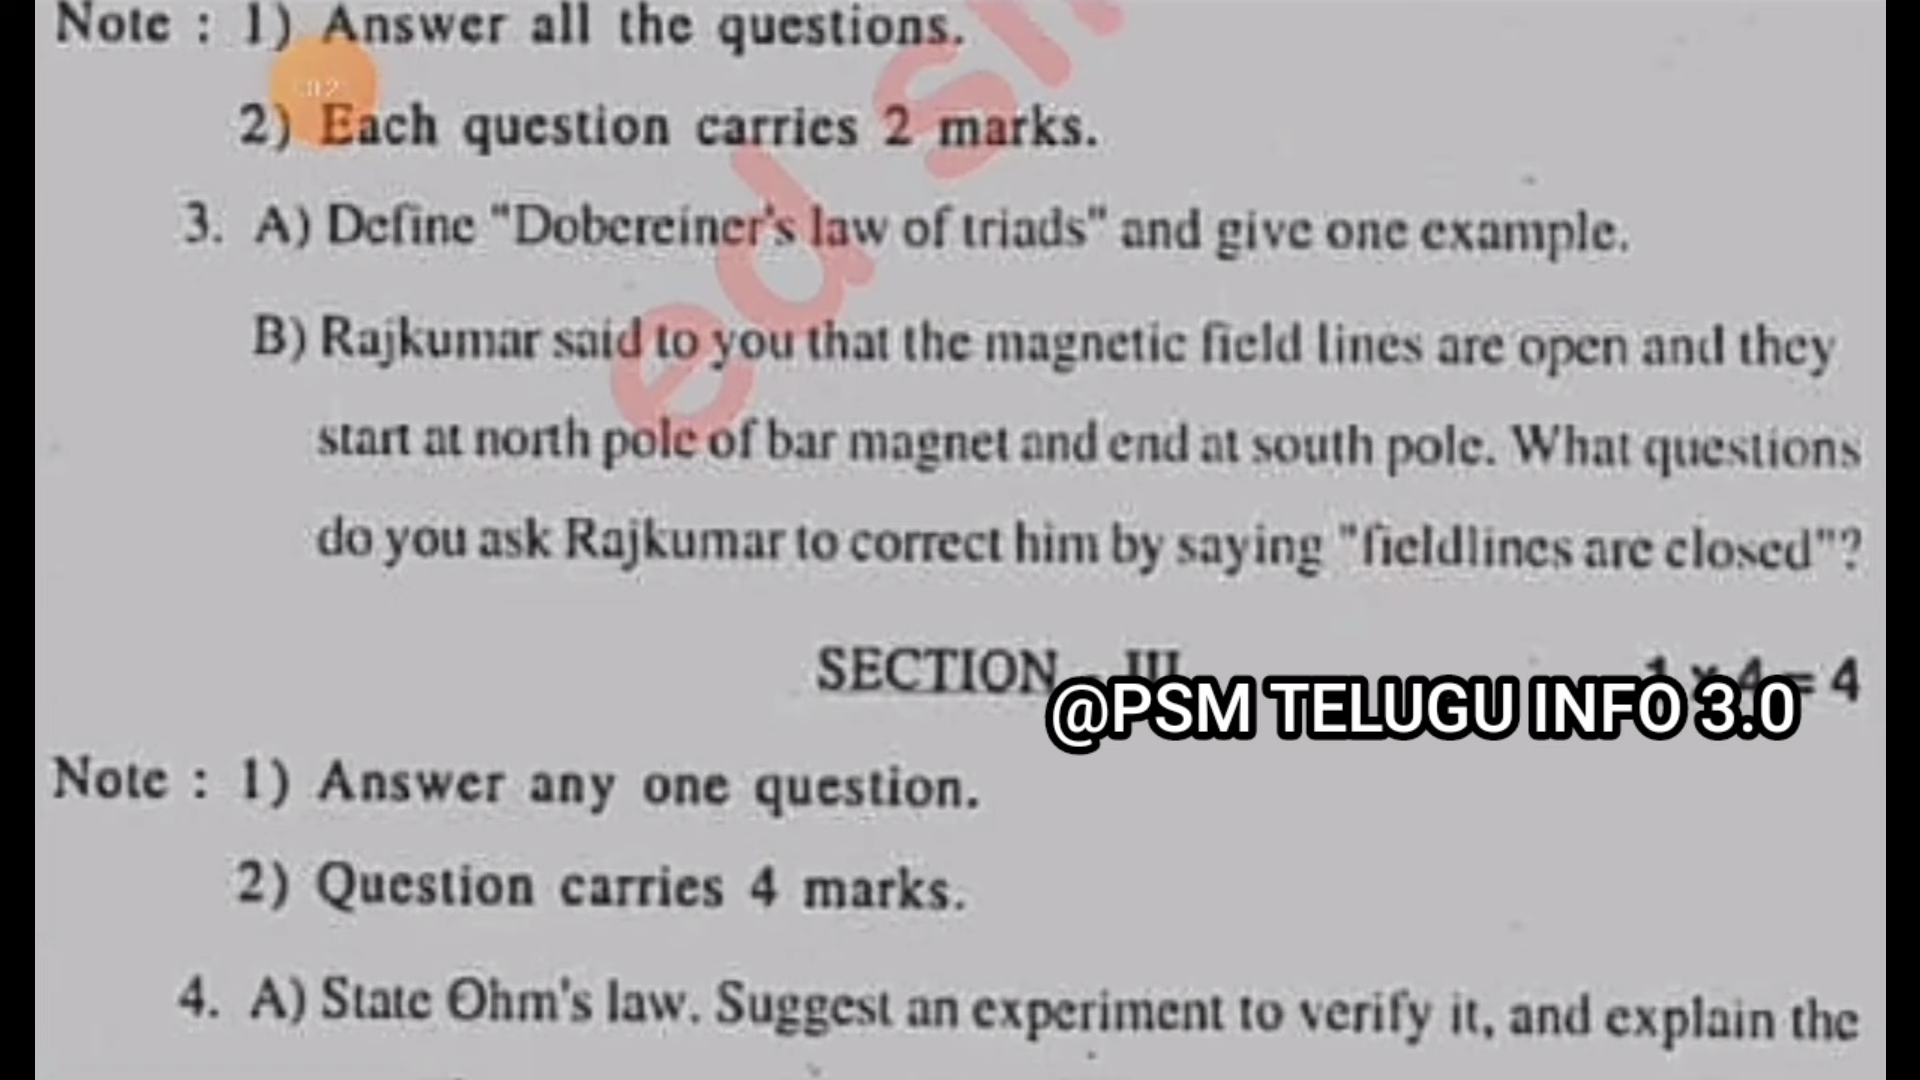 Note : 1) Answer all the questions.
2) Each question carries 2 marks.
3. A) Define "Dobereiner's law of triads" and give one example.
B) Rajkumar said to you that the magnetic field lines are open and they
start at north pole of bar magnet and end at south pole. What questions
do you ask Rajkumar to correct him by saying "fieldlines are closed"?
SECTION - III 1 × 4 = 4
@PSM TELUGU INFO 3.0
Note : 1) Answer any one question.
2) Question carries 4 marks.
4. A) State Ohm's law. Suggest an experiment to verify it, and explain the